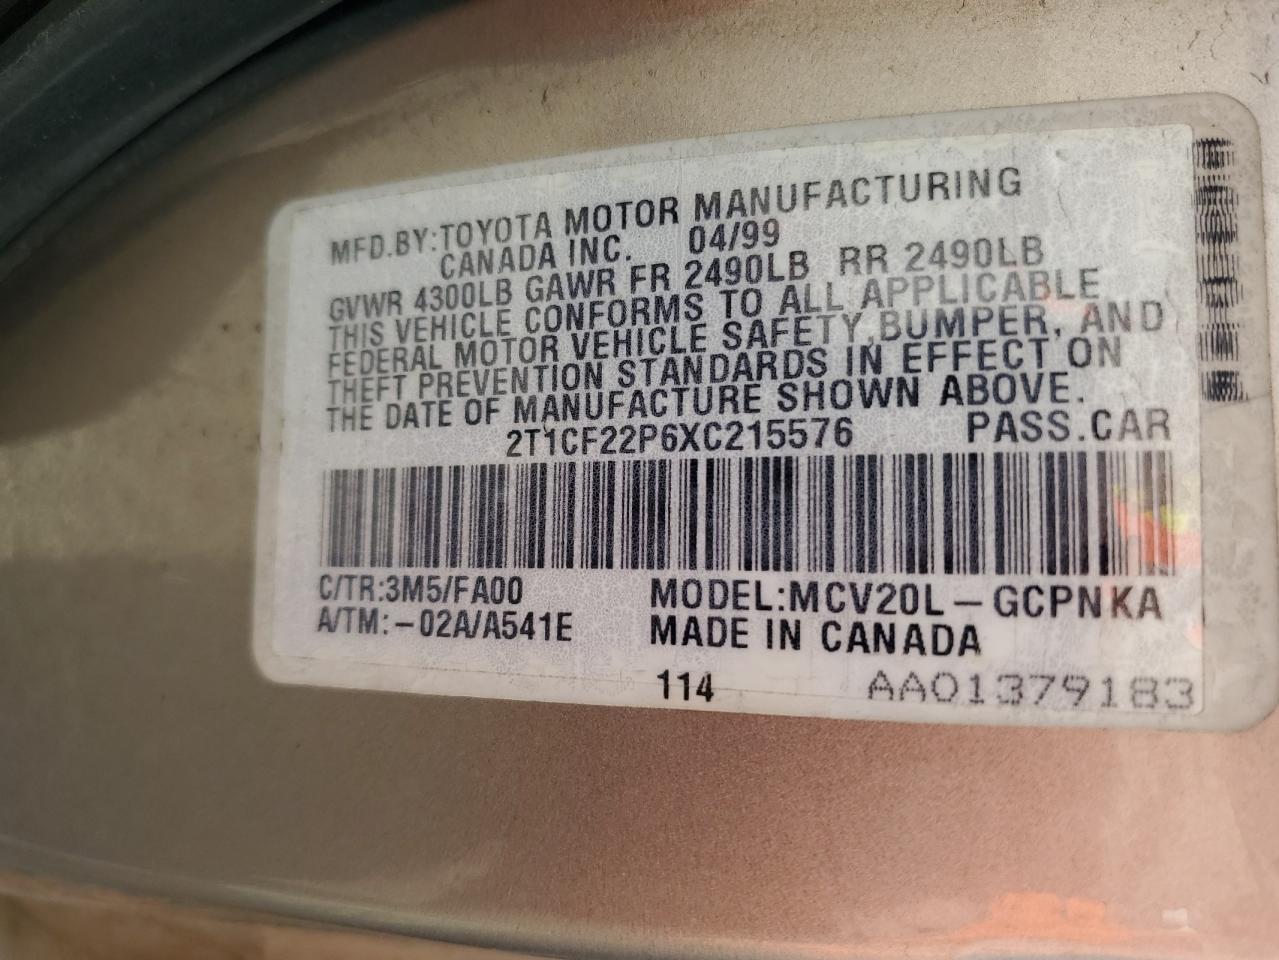 MFD.BY:TOYOTA MOTOR MANUFACTURING
CANADA INC. 04/99
GVWR 4300LB GAWR FR 2490LB RR 2490LB
THIS VEHICLE CONFORMS TO ALL APPLICABLE
FEDERAL MOTOR VEHICLE SAFETY,BUMPER, AND
THEFT PREVENTION STANDARDS IN EFFECT ON
THE DATE OF MANUFACTURE SHOWN ABOVE.
2T1CF22P6XC215576 PASS.CAR
C/TR:3M5/FA00 MODEL:MCV20L-GCPNKA
A/TM:-02A/A541E MADE IN CANADA
114 AA01379183